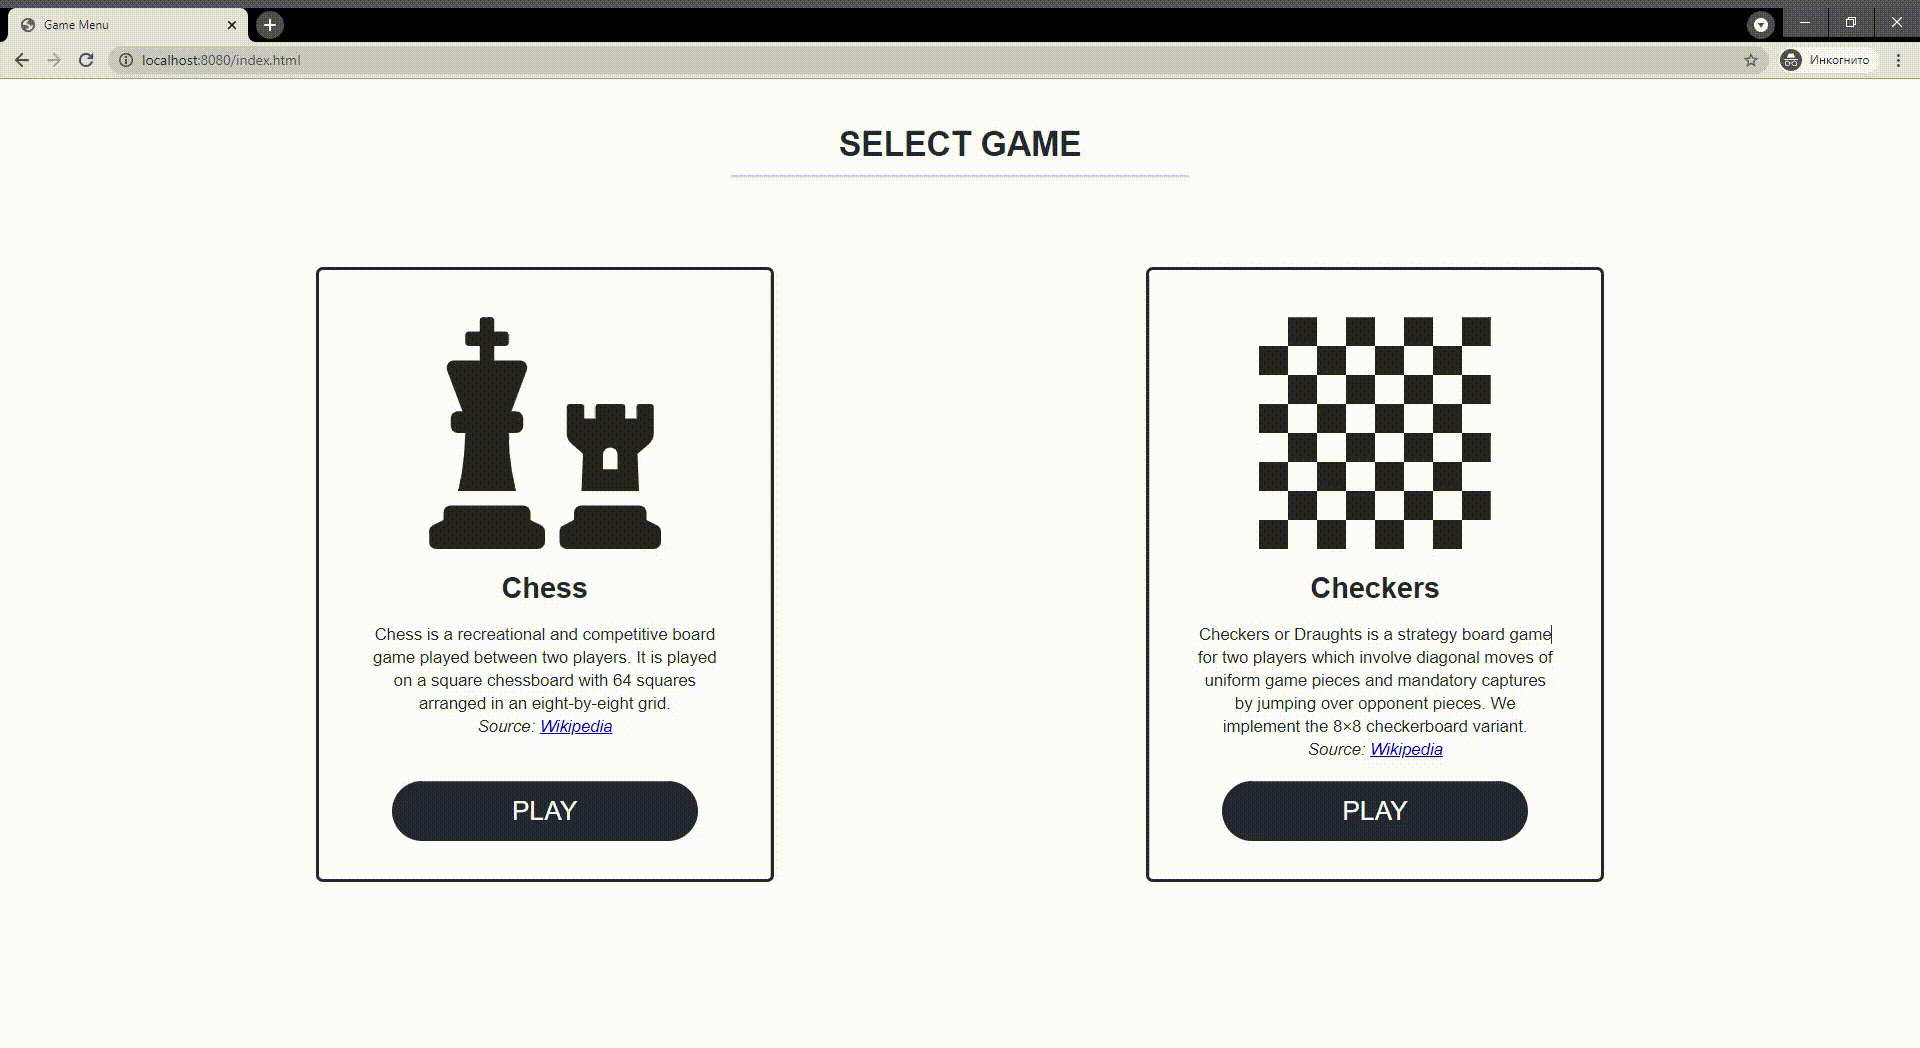 Game Menu
localhost:8080/index.html
Инкогнито
SELECT GAME
Chess
Chess is a recreational and competitive board
game played between two players. It is played
on a square chessboard with 64 squares
arranged in an eight-by-eight grid.
Source: Wikipedia
PLAY
Checkers
Checkers or Draughts is a strategy board game
for two players which involve diagonal moves of
uniform game pieces and mandatory captures
by jumping over opponent pieces. We
implement the 8×8 checkerboard variant.
Source: Wikipedia
PLAY